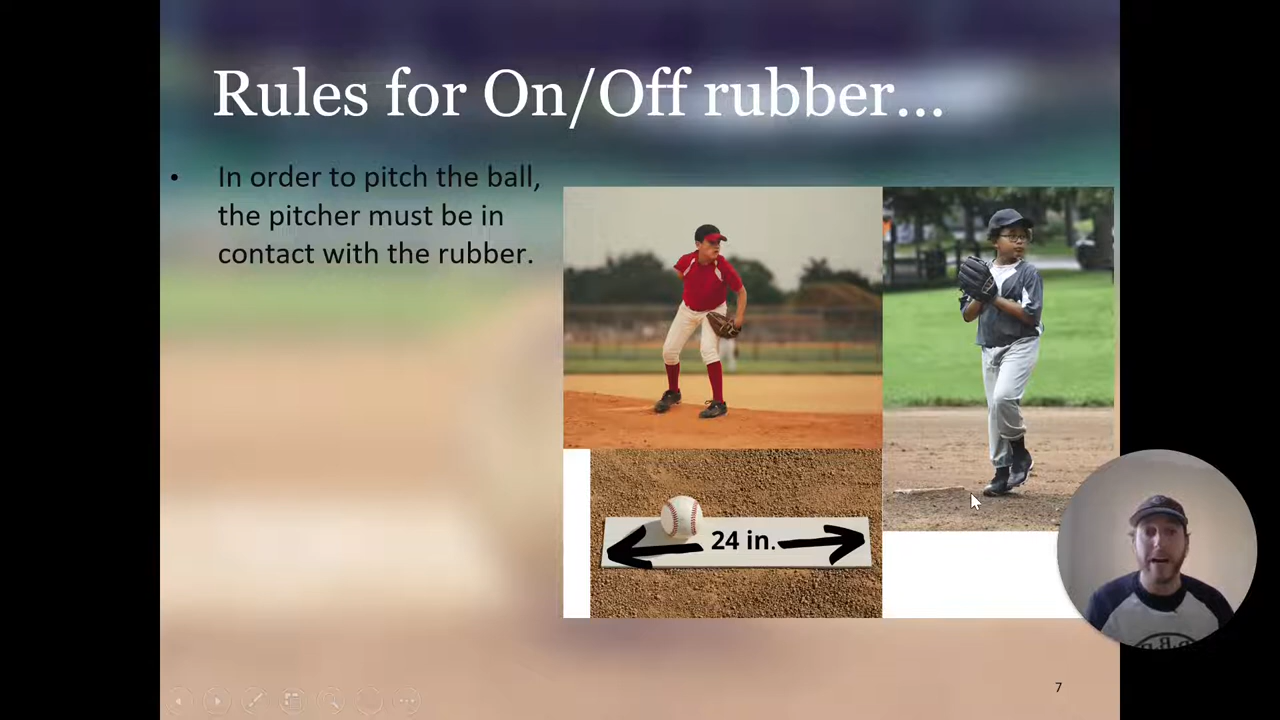 Rules for On/Off rubber...
• In order to pitch the ball,
the pitcher must be in
contact with the rubber.
24 in.
7